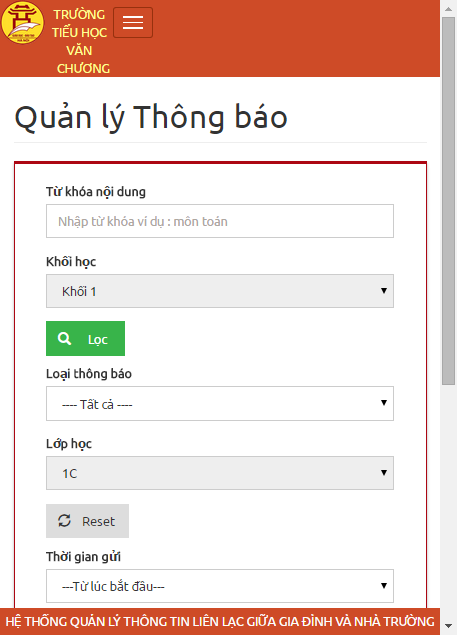 TRƯỜNG
TIỂU HỌC
VĂN
CHƯƠNG
Quản lý Thông báo
Từ khóa nội dung
Nhập từ khóa ví dụ : môn toán
Khối học
Khối 1
Lọc
Loại thông báo
---- Tất cả ----
Lớp học
1C
Reset
Thời gian gửi
---Từ lúc bắt đầu---
HỆ THỐNG QUẢN LÝ THÔNG TIN LIÊN LẠC GIỮA GIA ĐÌNH VÀ NHÀ TRƯỜNG